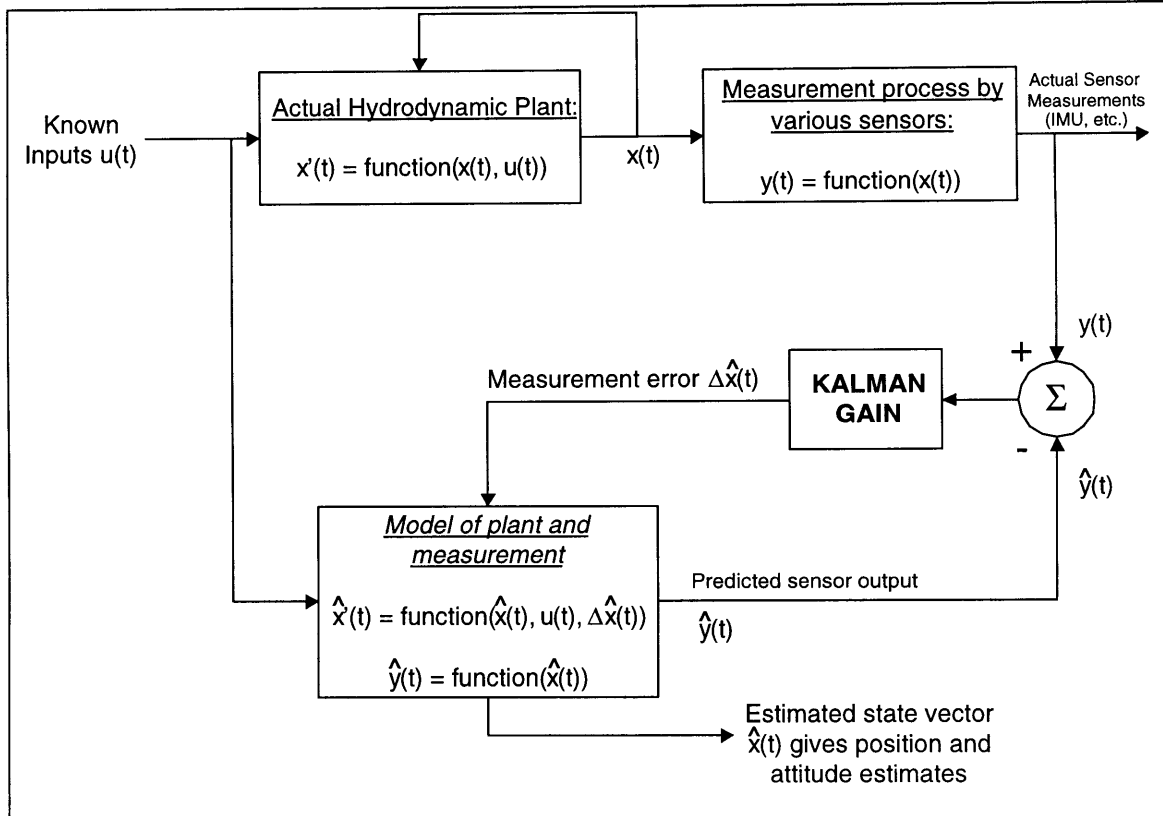 Known
Inputs u(t)
Actual Hydrodynamic Plant:
x'(t) = function(x(t), u(t))
x(t)
Measurement process by
various sensors:
y(t) = function(x(t))
Actual Sensor
Measurements
(IMU, etc.)
y(t)
+
Σ
-
ŷ(t)
KALMAN
GAIN
Measurement error Δx̂(t)
Model of plant and
measurement
x̂'(t) = function(x̂(t), u(t), Δx̂(t))
ŷ(t) = function(x̂(t))
Predicted sensor output
ŷ(t)
Estimated state vector
x̂(t) gives position and
attitude estimates